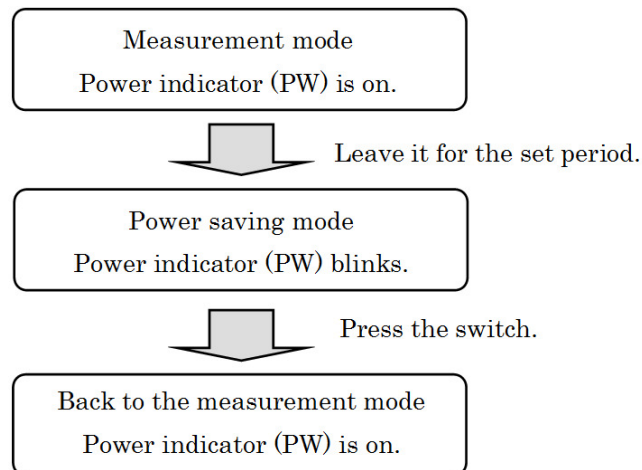 Measurement mode
Power indicator (PW) is on.
Leave it for the set period.
Power saving mode
Power indicator (PW) blinks.
Press the switch.
Back to the measurement mode
Power indicator (PW) is on.